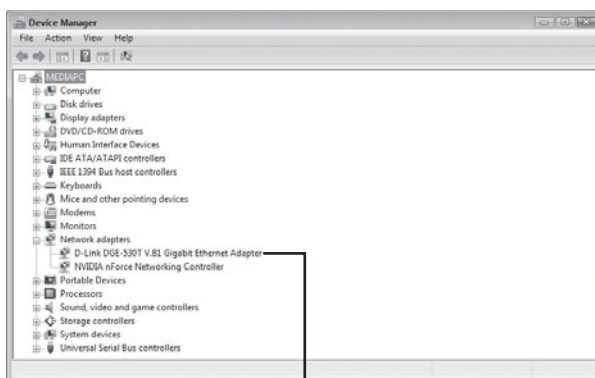 Device Manager
File Action View Help
MEDIAPC
Computer
Disk drives
Display adapters
DVD/CD-ROM drives
Human Interface Devices
IDE ATA/ATAPI controllers
IEEE 1394 Bus host controllers
Keyboards
Mice and other pointing devices
Modems
Monitors
Network adapters
D-Link DGE-530T V.B1 Gigabit Ethernet Adapter
NVIDIA nForce Networking Controller
Portable Devices
Processors
Sound, video and game controllers
Storage controllers
System devices
Universal Serial Bus controllers